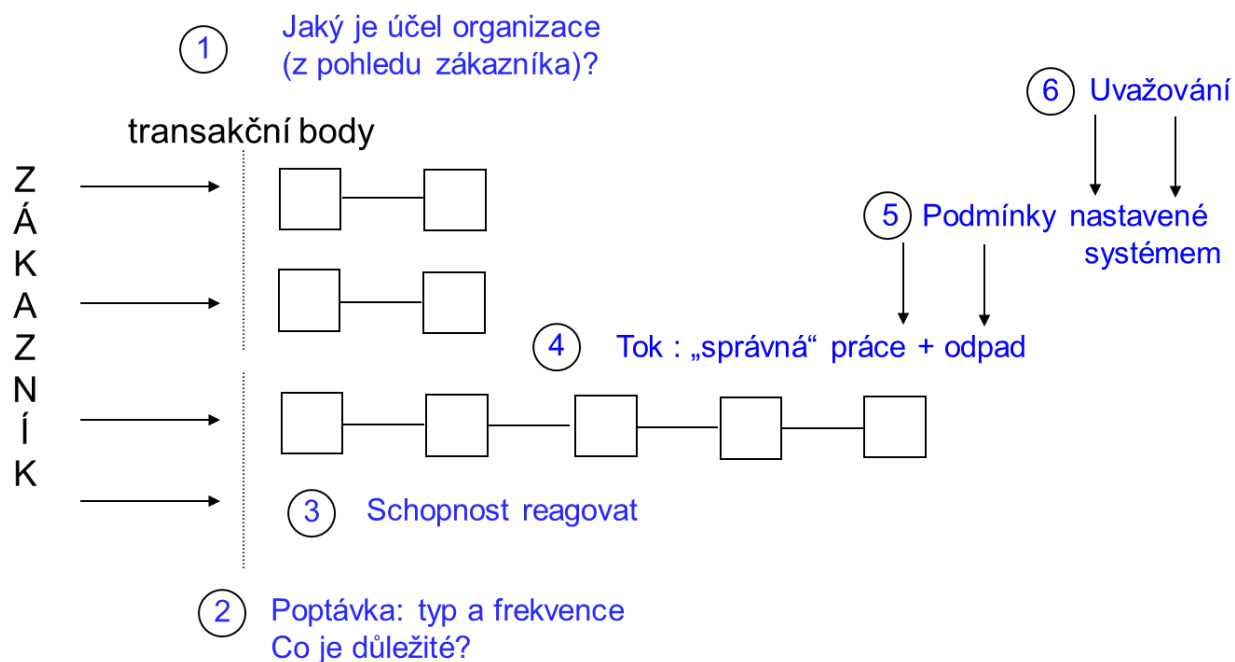 1 Jaký je účel organizace
(z pohledu zákazníka)?
6 Uvažování
transakční body
ZÁKAZNÍK
5 Podmínky nastavené
systémem
4 Tok : „správná“ práce + odpad
3 Schopnost reagovat
2 Poptávka: typ a frekvence
Co je důležité?